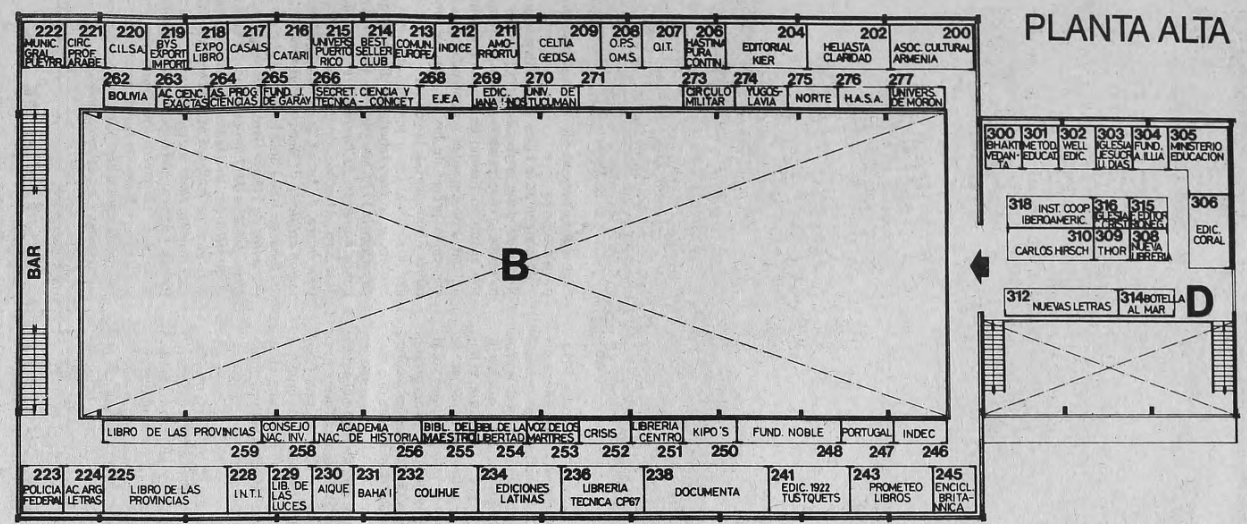 PLANTA ALTA
222
MUNIC.
GRAL.
PUEYRR.
221
CIRC.
PROF.
ARABE
220
C.I.L.S.A.
219
BYS
EXPORT
IMPORT
218
EXPO
LIBRO
217
CASALS
216
CATARI
215
UNIVERS
PUERTO
RICO
214
BEST
SELLER
CLUB
213
COMUN.
EUROPEA
212
INDICE
211
AMO-
RRORTU
209
CELTIA
GEDISA
208
O.P.S.
O.M.S.
207
O.I.T.
206
HASTINA
PURA
CONTIN.
204
EDITORIAL
KIER
202
HELIASTA
CLARIDAD
200
ASOC. CULTURAL
ARMENIA
262
BOLIVIA
263
AC. CIENC.
EXACTAS
264
AS. PROG
CIENCIAS
265
FUND. J.
DE GARAY
266
SECRET. CIENCIA Y
TECNICA - CONICET
268
EJEA
269
EDIC.
270
UNIV. DE
TUCUMAN
271
273
CIRCULO
MILITAR
274
YUGOS-
LAVIA
275
NORTE
276
H.A.S.A.
277
UNIVERS.
DE MORON
BAR
B
300
BHAKTI
VEDAN-
TA
301
METOD.
EDUCAT
302
WELL
EDIC.
303
IGLESIA
JESUCR
U. DIAS
304
FUND.
A. ILLIA
305
MINISTERIO
EDUCACION
318
INST. COOP.
IBEROAMERIC.
316
IGLESIA
CRIST
315
F. EDITOR
BONEG.
306
EDIC.
CORAL
310
CARLOS HIRSCH
309
THOR
308
NUEVA
LIBRERIA
312
NUEVAS LETRAS
314 BOTELLA
AL MAR
D
LIBRO DE LAS PROVINCIAS
259
CONSEJO
NAC. INV.
258
ACADEMIA
NAC. DE HISTORIA
256
BIBL. DEL
MAESTRO
255
BIBL. DE LA
LIBERTAD
254
VOZ DE LOS
MARTIRES
253
CRISIS
252
LIBRERIA
CENTRO
251
KIPO'S
250
FUND. NOBLE
248
PORTUGAL
247
INDEC
246
223
POLICIA
FEDERAL
224
AC. ARG
LETRAS
225
LIBRO DE LAS
PROVINCIAS
228
I.N.T.I.
229
LIB. DE
LAS
LUCES
230
AIQUE
231
BAHA'I
232
COLIHUE
234
EDICIONES
LATINAS
236
LIBRERIA
TECNICA CP67
238
DOCUMENTA
241
EDIC. 1922
TUSTQUETS
243
PROMETEO
LIBROS
245
ENCICL.
BRITA-
NNICA